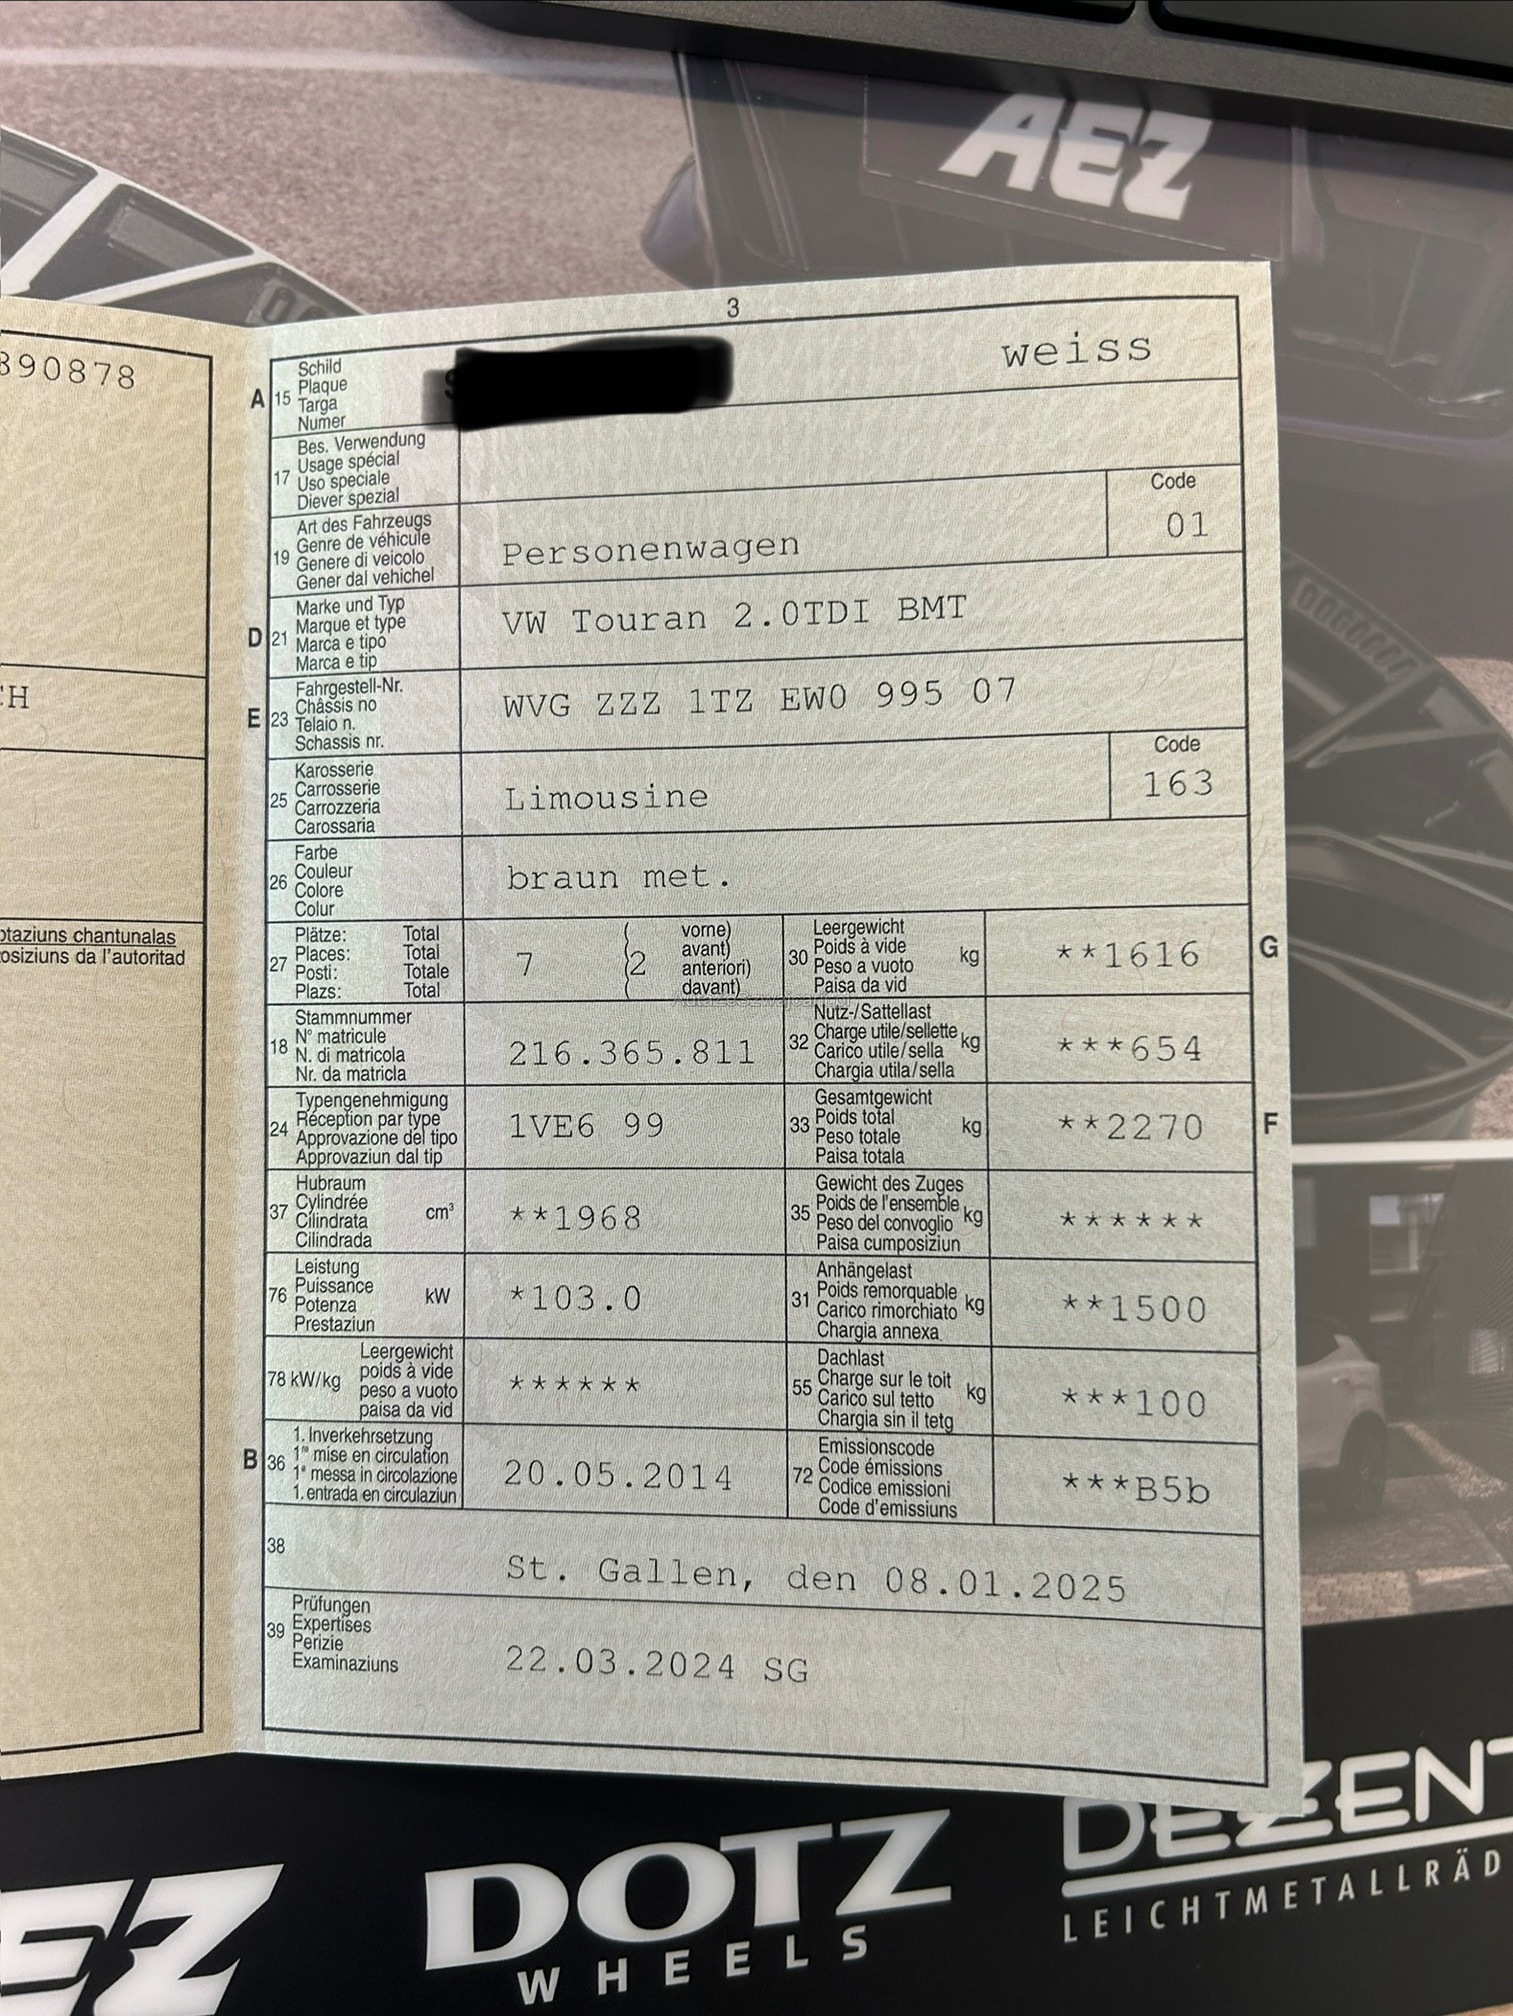 AEZ
390878
:H
otaziuns chantunalas
osiziuns da l'autoritad
3
A 15 Schild
Plaque
Targa
Numer
weiss
17 Bes. Verwendung
Usage spécial
Uso speciale
Diever spezial
19 Art des Fahrzeugs
Genre de véhicule
Genere di veicolo
Gener dal vehichel
Personenwagen
Code
01
D 21 Marke und Typ
Marque et type
Marca e tipo
Marca e tip
VW Touran 2.0TDI BMT
E 23 Fahrgestell-Nr.
Châssis no
Telaio n.
Schassis nr.
WVG ZZZ 1TZ EW0 995 07
25 Karosserie
Carrosserie
Carrozzeria
Carossaria
Limousine
Code
163
26 Farbe
Couleur
Colore
Colur
braun met.
27 Plätze: Total
Places: Total
Posti: Totale
Plazs: Total
7 (2 vorne)
avant)
anteriori)
davant)
30 Leergewicht
Poids à vide
Peso a vuoto
Paisa da vid
kg
**1616
G
18 Stammnummer
N° matricule
N. di matricola
Nr. da matricla
216.365.811
32 Nutz-/Sattellast
Charge utile/sellette
Carico utile/sella
Chargia utila/sella
kg
***654
24 Typengenehmigung
Réception par type
Approvazione del tipo
Approvaziun dal tip
1VE6 99
33 Gesamtgewicht
Poids total
Peso totale
Paisa totala
kg
**2270
F
37 Hubraum
Cylindrée
Cilindrata
Cilindrada
cm³
**1968
35 Gewicht des Zuges
Poids de l'ensemble
Peso del convoglio
Paisa cumposiziun
kg
******
76 Leistung
Puissance
Potenza
Prestaziun
kW
*103.0
31 Anhängelast
Poids remorquable
Carico rimorchiato
Chargia annexa
kg
**1500
78 kW/kg Leergewicht
poids à vide
peso a vuoto
paisa da vid
******
55 Dachlast
Charge sur le toit
Carico sul tetto
Chargia sin il tetg
kg
***100
B 36 1. Inverkehrsetzung
1re mise en circulation
1a messa in circolazione
1. entrada en circulaziun
20.05.2014
72 Emissionscode
Code émissions
Codice emissioni
Code d'emissiuns
***B5b
38
St. Gallen, den 08.01.2025
39 Prüfungen
Expertises
Perizie
Examinaziuns
22.03.2024 SG
EZ
DOTZ
WHEELS
DEZENT
LEICHTMETALLRÄD